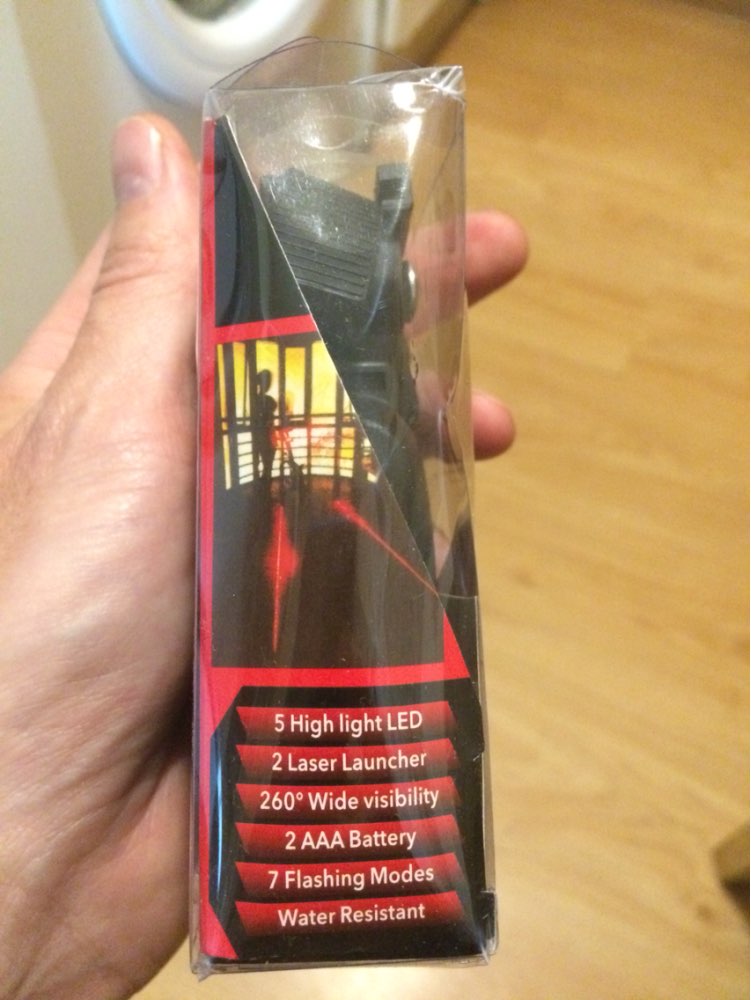 5 High light LED
2 Laser Launcher
260° Wide visibility
2 AAA Battery
7 Flashing Modes
Water Resistant